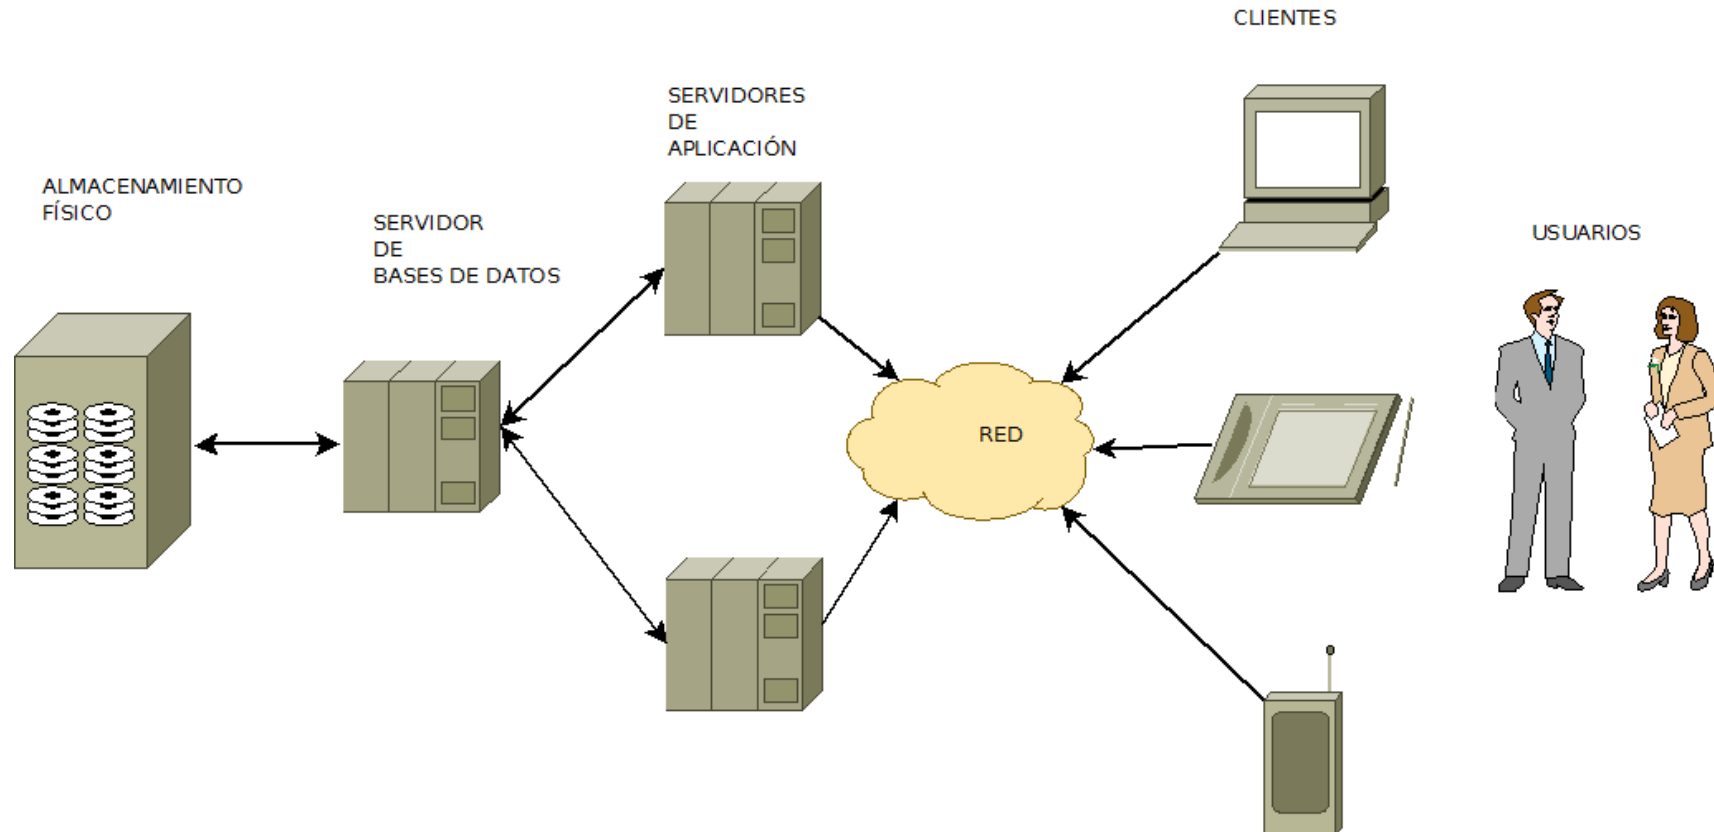 CLIENTES
SERVIDORES
DE
APLICACIÓN
ALMACENAMIENTO
FÍSICO
SERVIDOR
DE
BASES DE DATOS
USUARIOS
RED